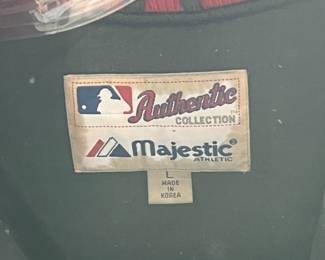 Authentic
COLLECTION
Majestic®
ATHLETIC
L
MADE
IN
KOREA